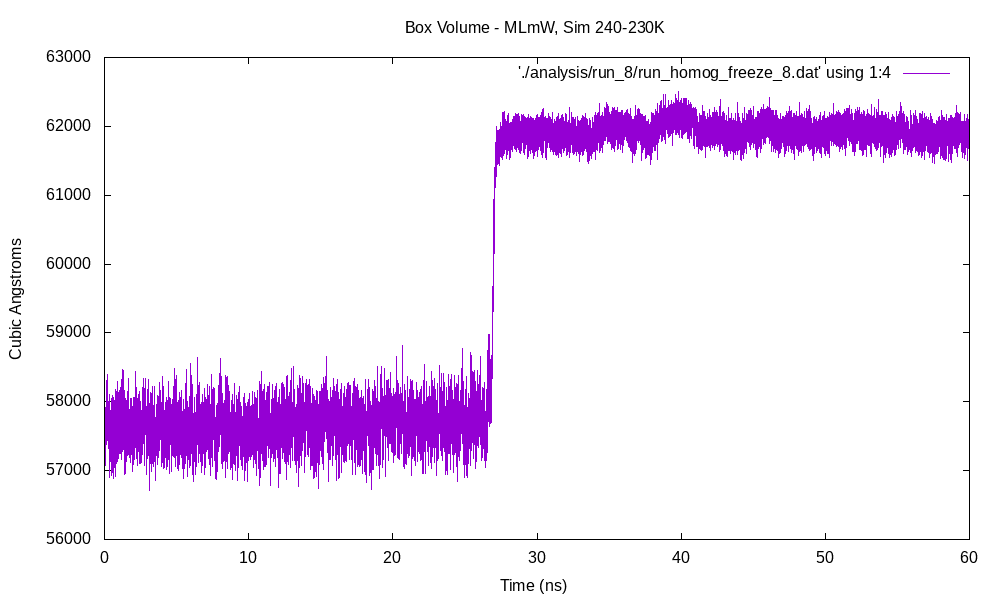 Box Volume - MLmW, Sim 240-230K
'./analysis/run_8/run_homog_freeze_8.dat' using 1:4
63000
62000
61000
60000
59000
58000
57000
56000
Cubic Angstroms
0 10 20 30 40 50 60
Time (ns)